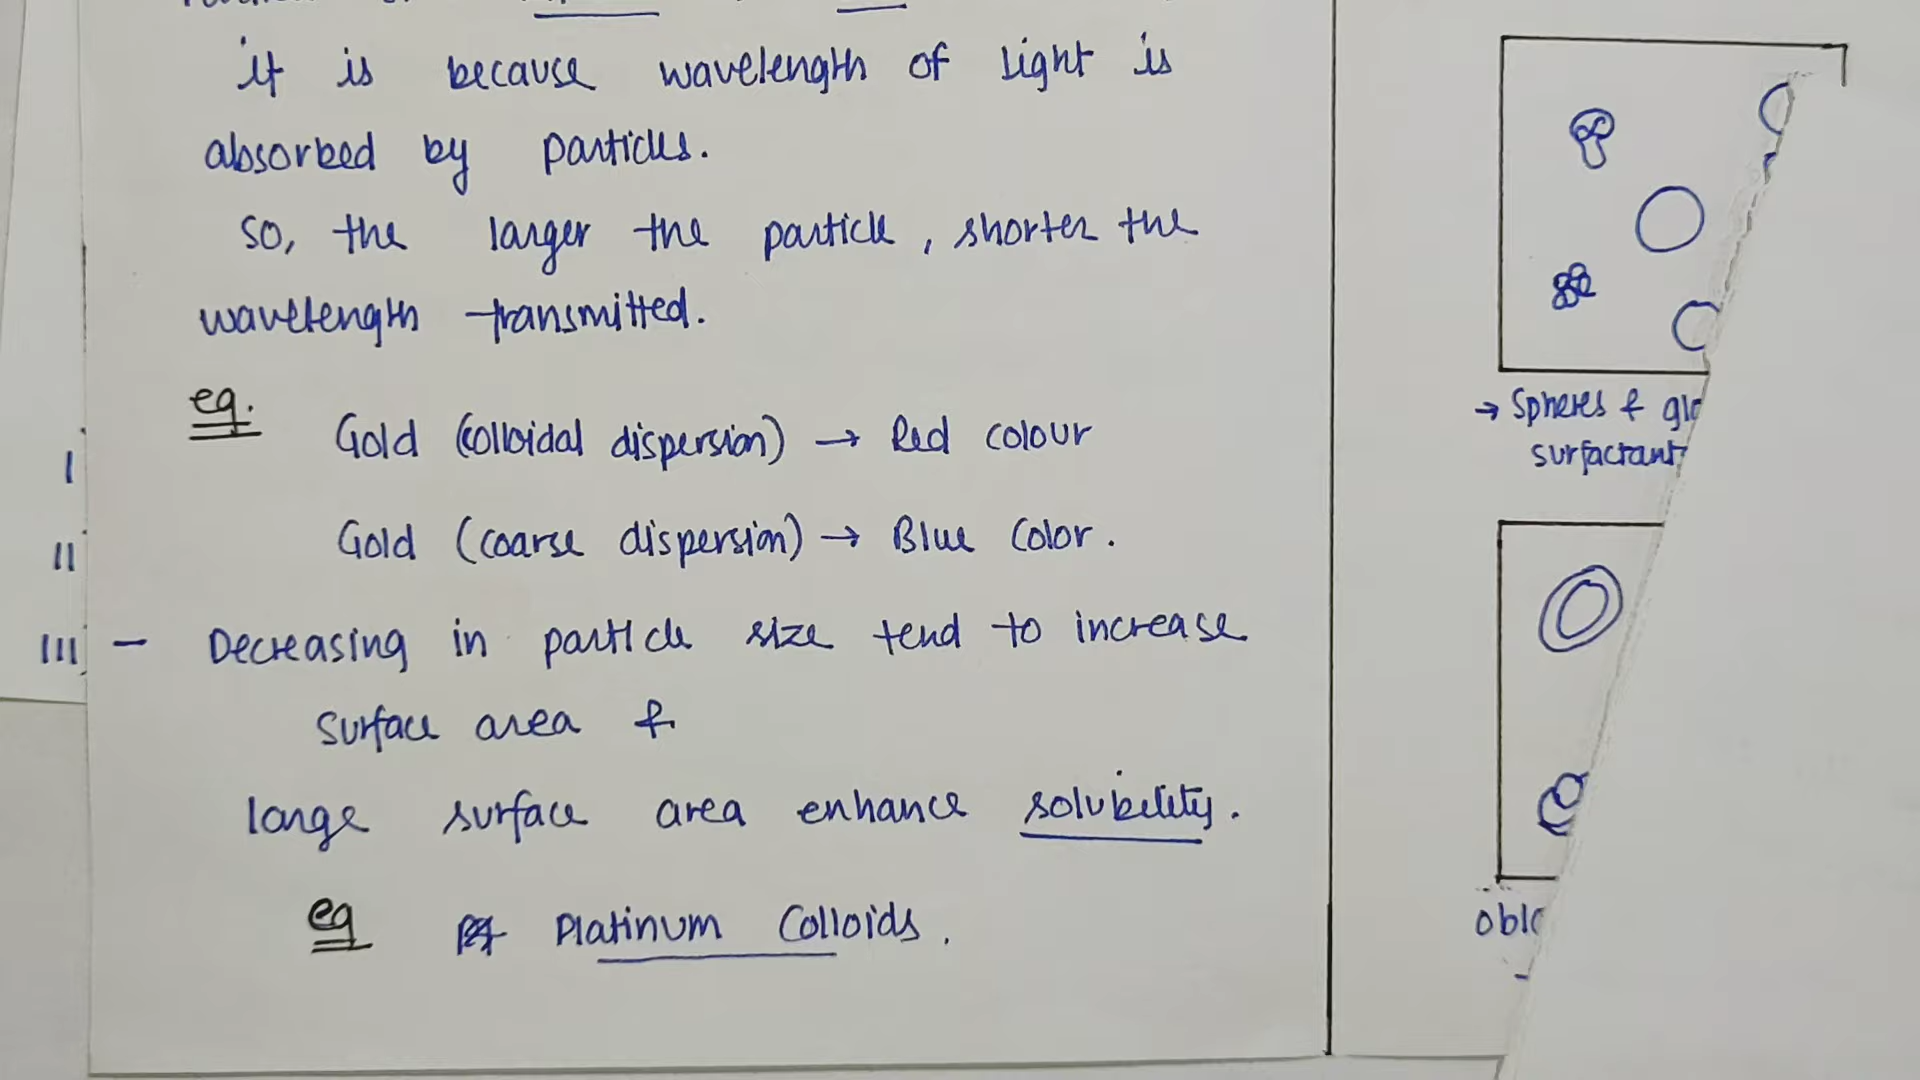 it is because wavelength of light is
absorbed by particles.
so, the larger the particle, shorter the
wavelength transmitted.
eg.
Gold (colloidal dispersion) → Red colour
Gold (coarse dispersion) → Blue color.
I
II
III - Decreasing in particle size tend to increase
surface area &
large surface area enhance solubility.
eg Platinum Colloids.
→ Spheres &
surfactant